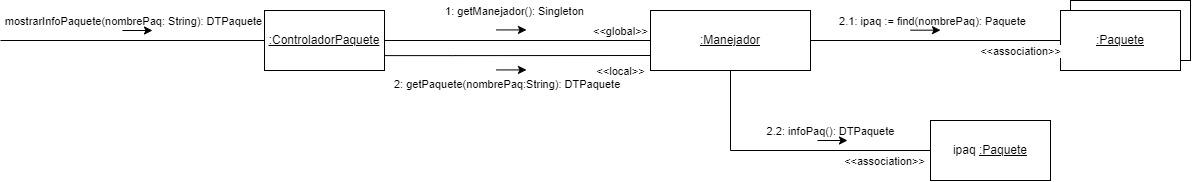 mostrarInfoPaquete(nombrePaq: String): DTPaquete
:ControladorPaquete
1: getManejador(): Singleton
<<global>>
<<local>>
2: getPaquete(nombrePaq:String): DTPaquete
:Manejador
2.1: ipaq := find(nombrePaq): Paquete
<<association>>
:Paquete
2.2: infoPaq(): DTPaquete
<<association>>
ipaq :Paquete